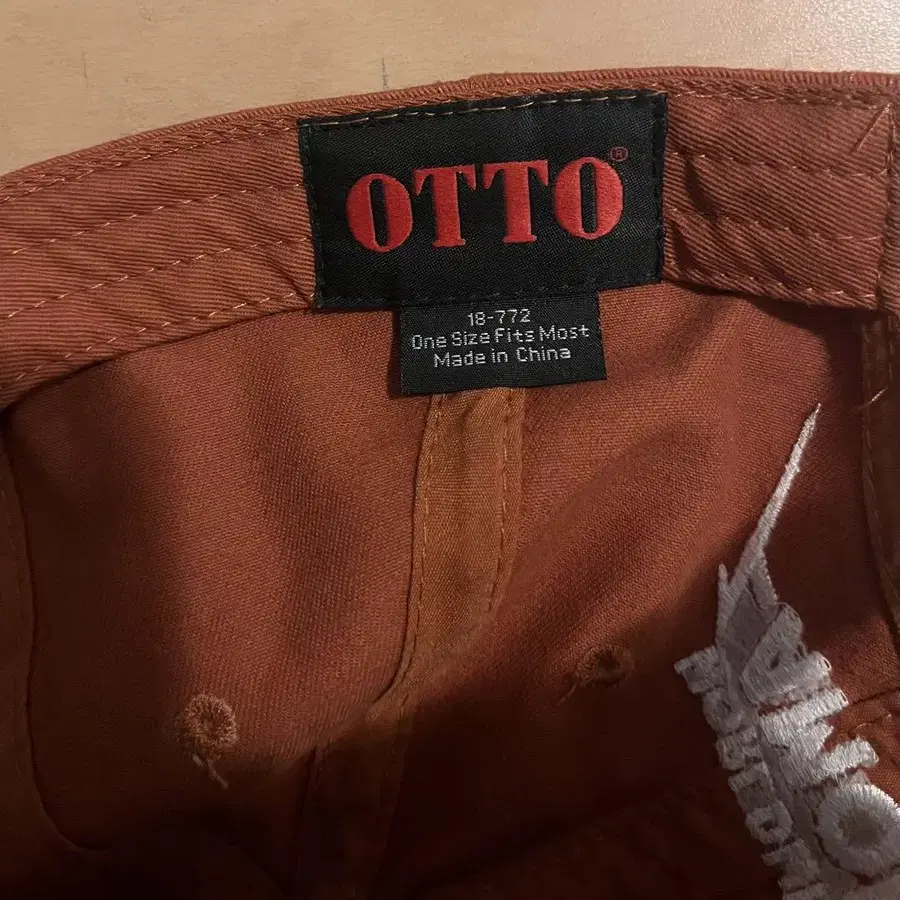 OTTO®
18-772
One Size Fits Most
Made in China